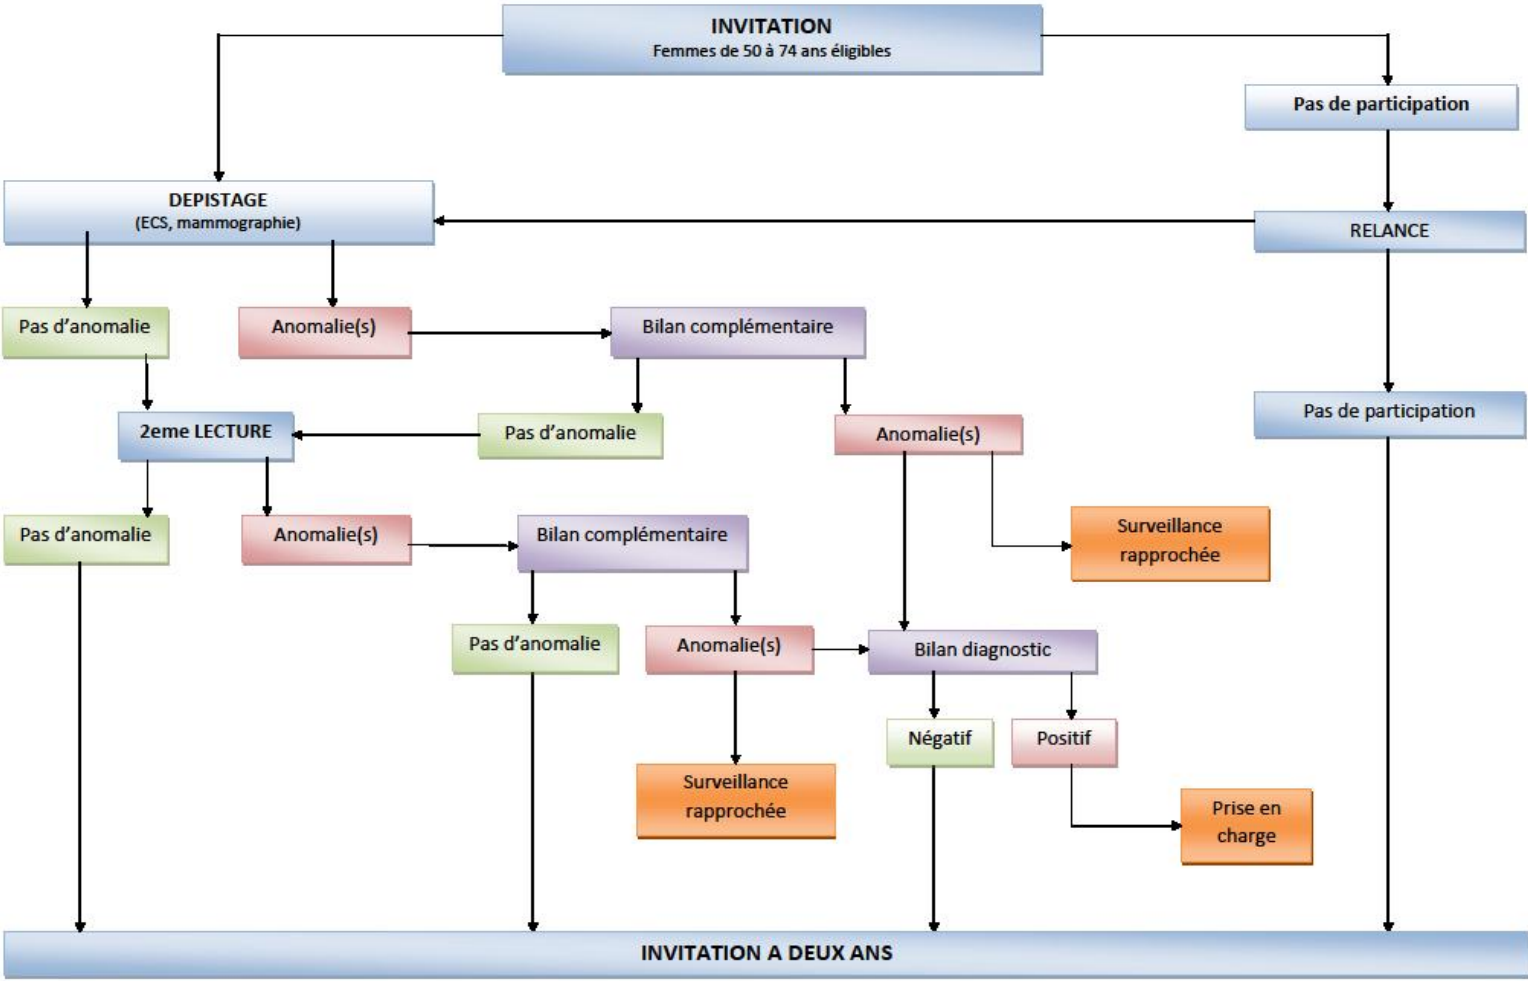 INVITATION
Femmes de 50 à 74 ans éligibles
Pas de participation
DEPISTAGE
(ECS, mammographie)
RELANCE
Pas d’anomalie
Anomalie(s)
Bilan complémentaire
Pas de participation
2eme LECTURE
Pas d’anomalie
Anomalie(s)
Pas d’anomalie
Anomalie(s)
Bilan complémentaire
Surveillance
rapprochée
Pas d’anomalie
Anomalie(s)
Bilan diagnostic
Négatif
Positif
Surveillance
rapprochée
Prise en
charge
INVITATION A DEUX ANS